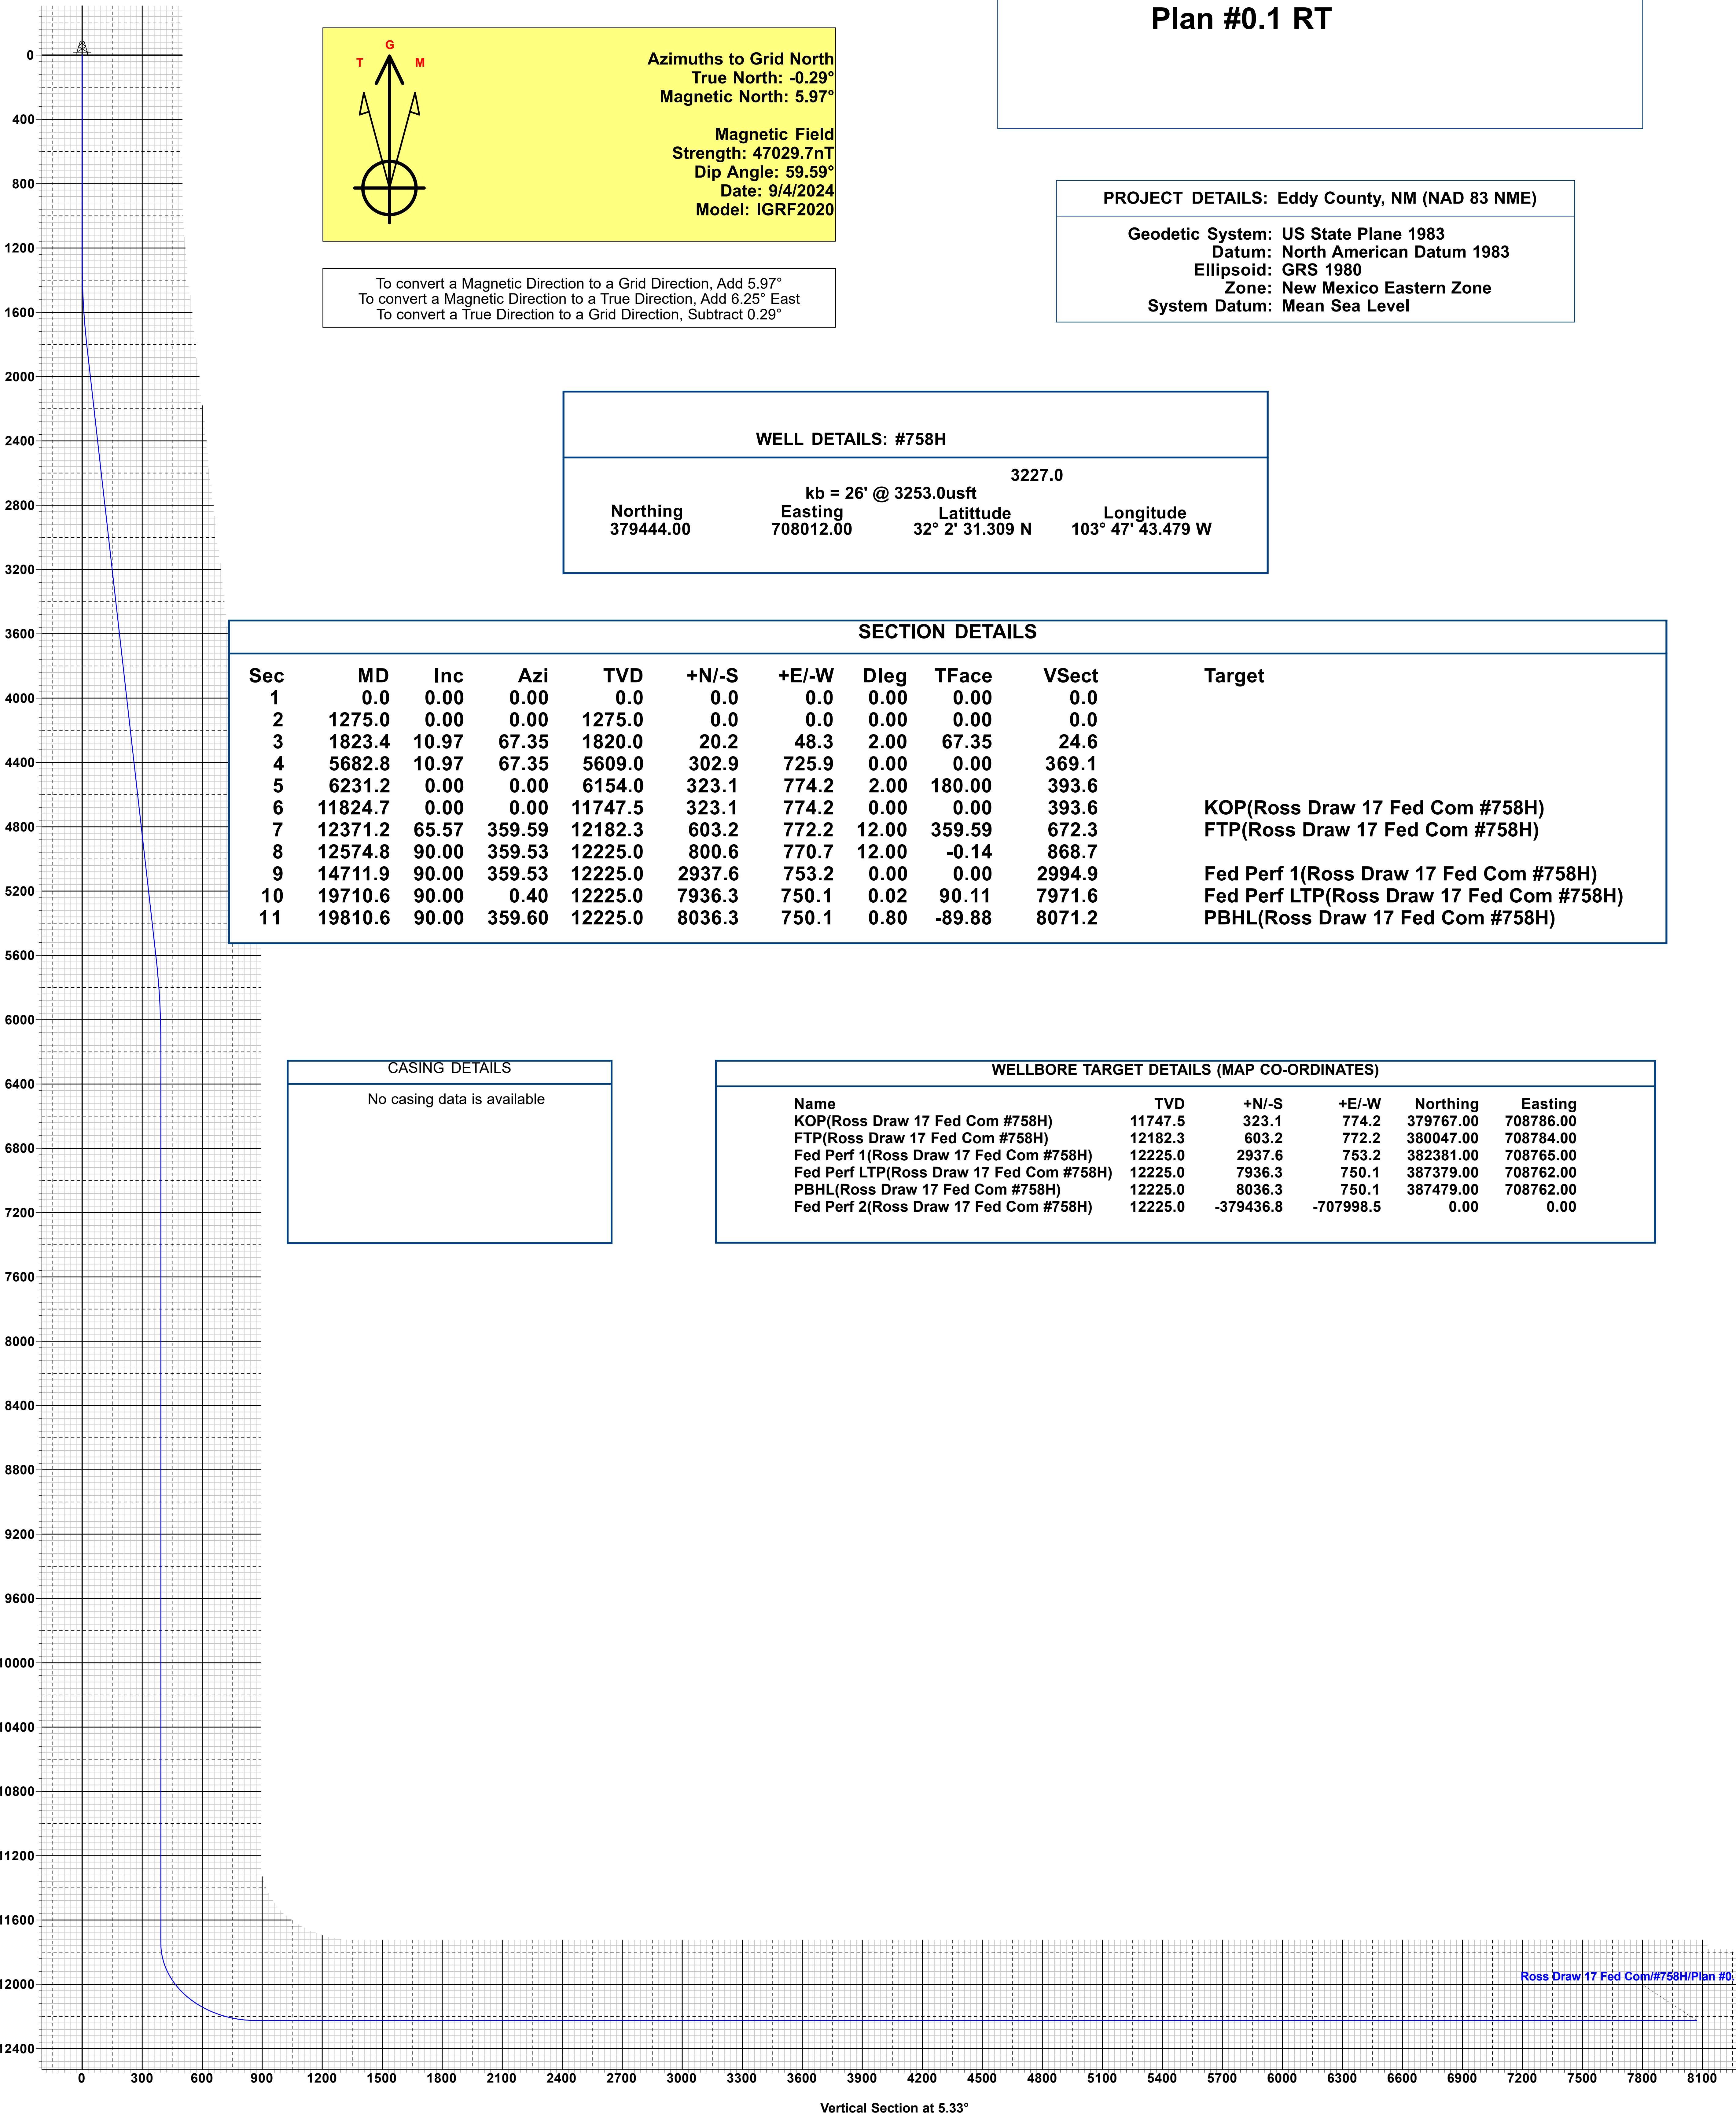 Plan #0.1 RT
G
T M
Azimuths to Grid North
True North: -0.29°
Magnetic North: 5.97°
Magnetic Field
Strength: 47029.7nT
Dip Angle: 59.59°
Date: 9/4/2024
Model: IGRF2020
To convert a Magnetic Direction to a Grid Direction, Add 5.97°
To convert a Magnetic Direction to a True Direction, Add 6.25° East
To convert a True Direction to a Grid Direction, Subtract 0.29°
PROJECT DETAILS: Eddy County, NM (NAD 83 NME)
Geodetic System: US State Plane 1983
Datum: North American Datum 1983
Ellipsoid: GRS 1980
Zone: New Mexico Eastern Zone
System Datum: Mean Sea Level
WELL DETAILS: #758H
3227.0
kb = 26' @ 3253.0usft
Northing Easting Latittude Longitude
379444.00 708012.00 32° 2' 31.309 N 103° 47' 43.479 W
SECTION DETAILS
Sec MD Inc Azi TVD +N/-S +E/-W Dleg TFace VSect Target
1 0.0 0.00 0.00 0.0 0.0 0.0 0.00 0.00 0.0
2 1275.0 0.00 0.00 1275.0 0.0 0.0 0.00 0.00 0.0
3 1823.4 10.97 67.35 1820.0 20.2 48.3 2.00 67.35 24.6
4 5682.8 10.97 67.35 5609.0 302.9 725.9 0.00 0.00 369.1
5 6231.2 0.00 0.00 6154.0 323.1 774.2 2.00 180.00 393.6
6 11824.7 0.00 0.00 11747.5 323.1 774.2 0.00 0.00 393.6 KOP(Ross Draw 17 Fed Com #758H)
7 12371.2 65.57 359.59 12182.3 603.2 772.2 12.00 359.59 672.3 FTP(Ross Draw 17 Fed Com #758H)
8 12574.8 90.00 359.53 12225.0 800.6 770.7 12.00 -0.14 868.7
9 14711.9 90.00 359.53 12225.0 2937.6 753.2 0.00 0.00 2994.9 Fed Perf 1(Ross Draw 17 Fed Com #758H)
10 19710.6 90.00 0.40 12225.0 7936.3 750.1 0.02 90.11 7971.6 Fed Perf LTP(Ross Draw 17 Fed Com #758H)
11 19810.6 90.00 359.60 12225.0 8036.3 750.1 0.80 -89.88 8071.2 PBHL(Ross Draw 17 Fed Com #758H)
CASING DETAILS
No casing data is available
WELLBORE TARGET DETAILS (MAP CO-ORDINATES)
Name TVD +N/-S +E/-W Northing Easting
KOP(Ross Draw 17 Fed Com #758H) 11747.5 323.1 774.2 379767.00 708786.00
FTP(Ross Draw 17 Fed Com #758H) 12182.3 603.2 772.2 380047.00 708784.00
Fed Perf 1(Ross Draw 17 Fed Com #758H) 12225.0 2937.6 753.2 382381.00 708765.00
Fed Perf LTP(Ross Draw 17 Fed Com #758H) 12225.0 7936.3 750.1 387379.00 708762.00
PBHL(Ross Draw 17 Fed Com #758H) 12225.0 8036.3 750.1 387479.00 708762.00
Fed Perf 2(Ross Draw 17 Fed Com #758H) 12225.0 -379436.8 -707998.5 0.00 0.00
0
400
800
1200
1600
2000
2400
2800
3200
3600
4000
4400
4800
5200
5600
6000
6400
6800
7200
7600
8000
8400
8800
9200
9600
10000
10400
10800
11200
11600
12000
12400
Ross Draw 17 Fed Com/#758H/Plan #0.
0 300 600 900 1200 1500 1800 2100 2400 2700 3000 3300 3600 3900 4200 4500 4800 5100 5400 5700 6000 6300 6600 6900 7200 7500 7800 8100
Vertical Section at 5.33°